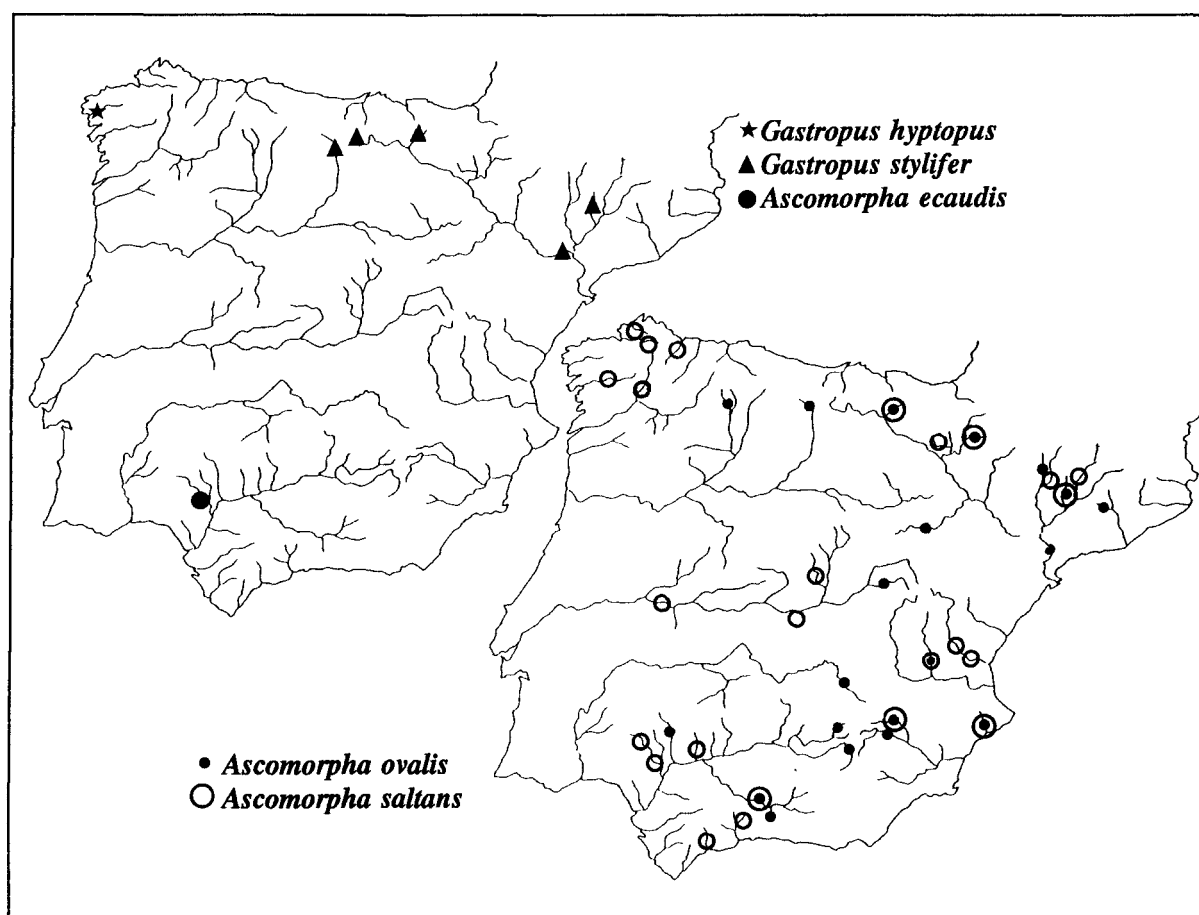 ★ Gastropus hyptopus
▲ Gastropus stylifer
● Ascomorpha ecaudis
● Ascomorpha ovalis
○ Ascomorpha saltans